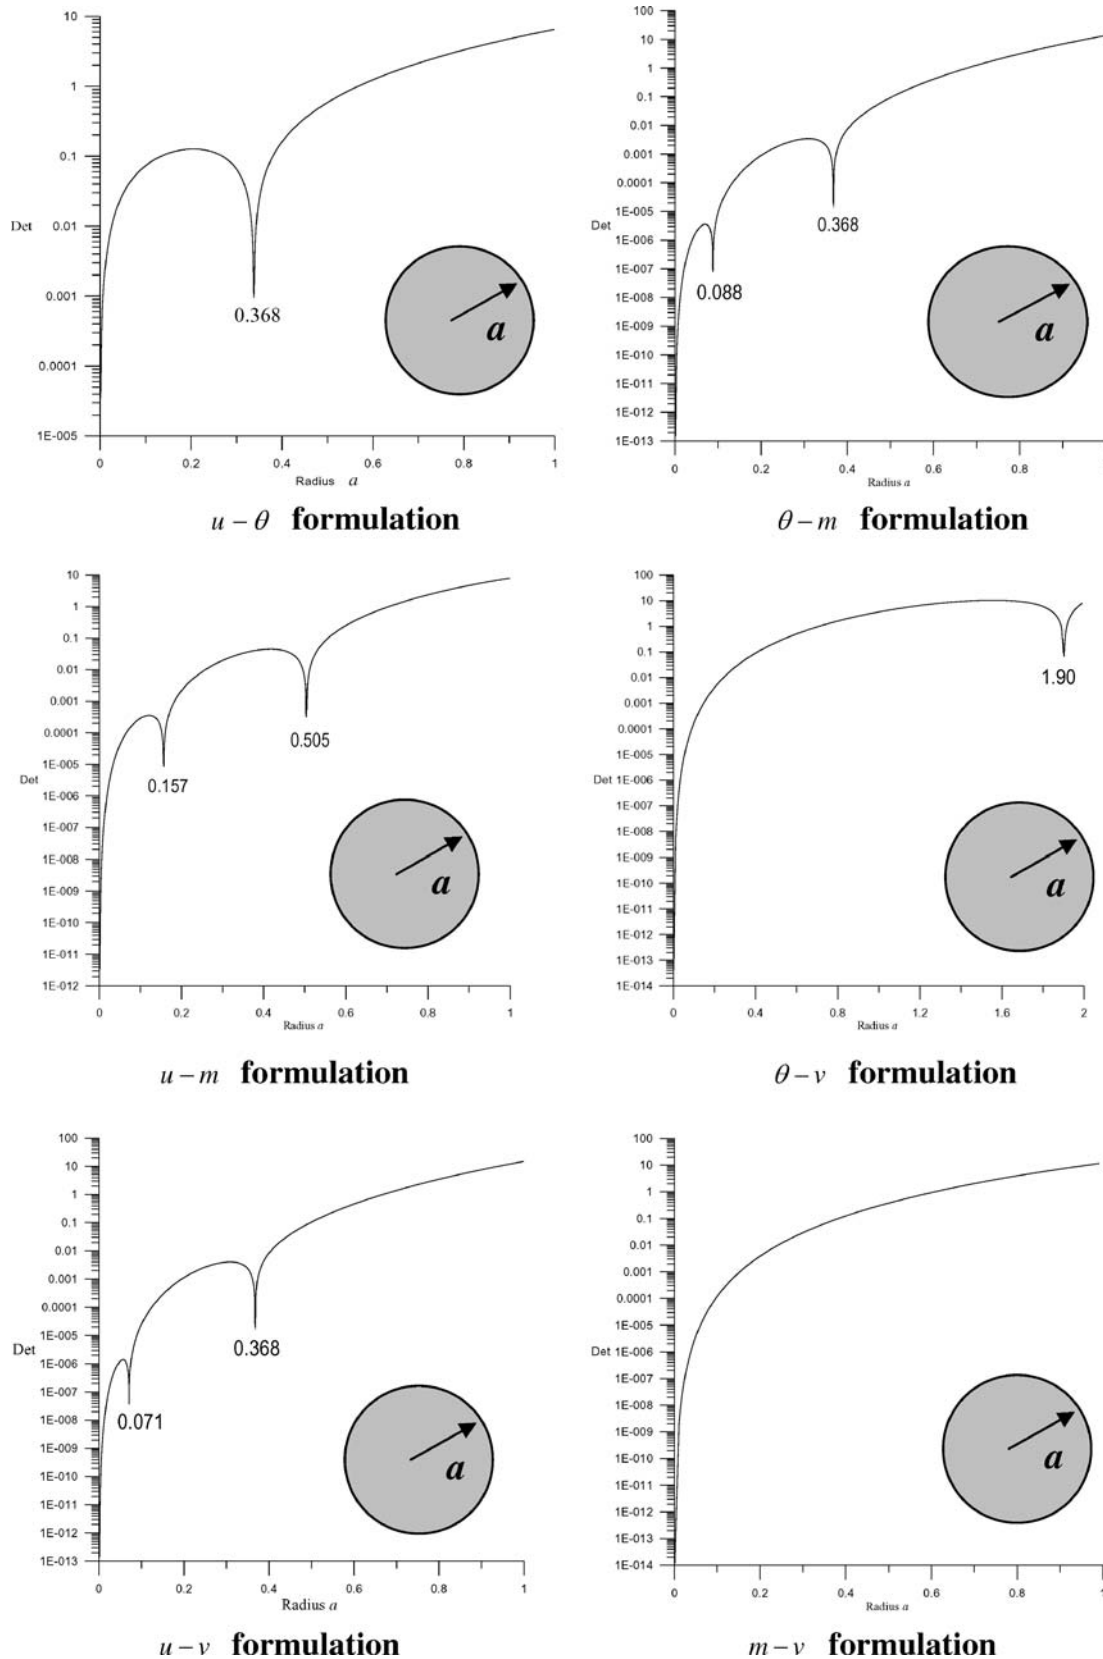 10
1
0.1
Det
0.01
0.001
0.0001
1E-005
0.368
a
0
0.2
0.4
0.6
0.8
1
Radius a
u − θ formulation
100
10
1
0.1
0.01
0.001
0.0001
1E-005
Det
1E-006
1E-007
1E-008
1E-009
1E-010
1E-011
1E-012
1E-013
0.088
0.368
a
0
0.2
0.4
0.6
0.8
Radius a
θ − m formulation
10
1
0.1
0.01
0.001
0.0001
1E-005
Det
1E-006
1E-007
1E-008
1E-009
1E-010
1E-011
1E-012
0.157
0.505
a
0
0.2
0.4
0.6
0.8
1
Radius a
u − m formulation
100
10
1
0.1
0.01
0.001
0.0001
1E-005
Det 1E-006
1E-007
1E-008
1E-009
1E-010
1E-011
1E-012
1E-013
1E-014
1.90
a
0
0.4
0.8
1.2
1.6
2
Radius a
θ − v formulation
100
10
1
0.1
0.01
0.001
0.0001
1E-005
Det
1E-006
1E-007
1E-008
1E-009
1E-010
1E-011
1E-012
1E-013
0.071
0.368
a
0
0.2
0.4
0.6
0.8
1
Radius a
u − v formulation
100
10
1
0.1
0.01
0.001
0.0001
1E-005
Det 1E-006
1E-007
1E-008
1E-009
1E-010
1E-011
1E-012
1E-013
1E-014
a
0
0.2
0.4
0.6
0.8
1
Radius a
m − v formulation